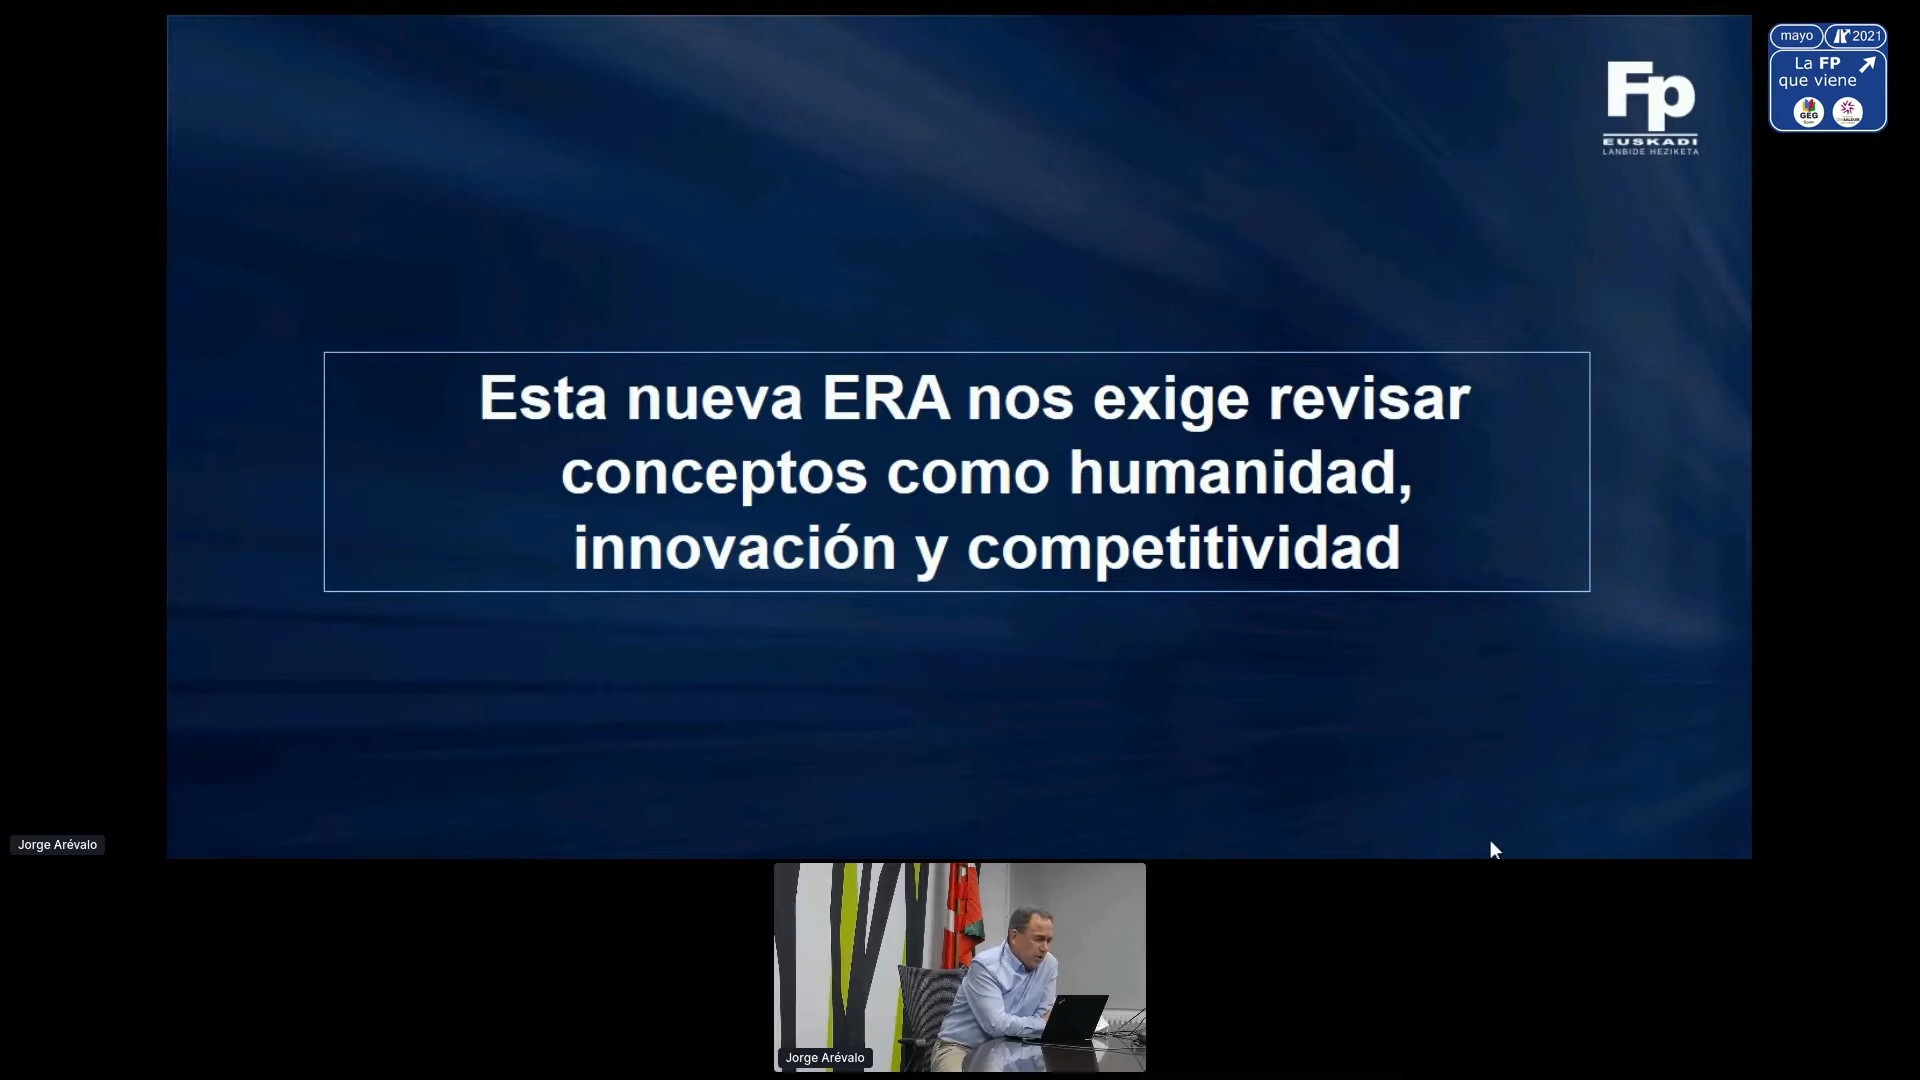 mayo
2021
La FP
que viene
GEG
Fp
EUSKADI
LANBIDE HEZIKETA
Esta nueva ERA nos exige revisar
conceptos como humanidad,
innovación y competitividad
Jorge Arévalo
Jorge Arévalo